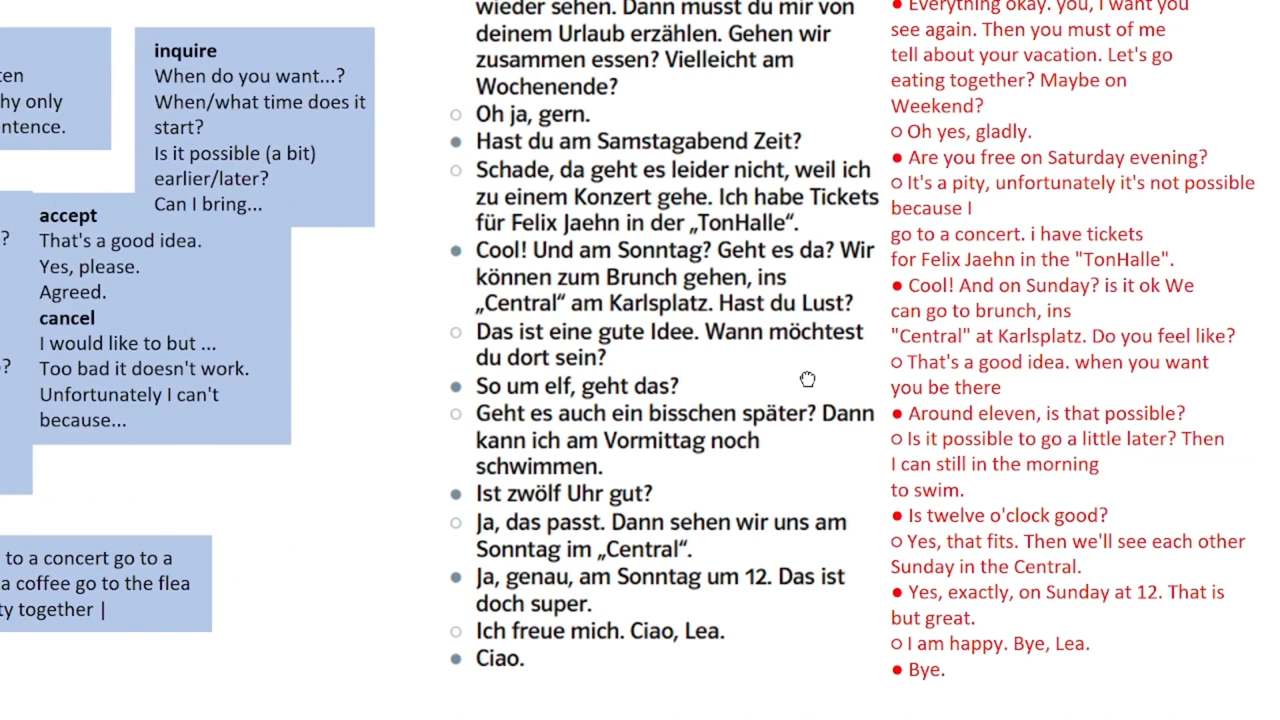 ten
hy only
ntence.
inquire
When do you want...?
When/what time does it
start?
Is it possible (a bit)
earlier/later?
Can I bring...
?
accept
That's a good idea.
Yes, please.
Agreed.
cancel
I would like to but ...
?
Too bad it doesn't work.
Unfortunately I can't
because...
to a concert go to a
a coffee go to the flea
ty together |
wieder sehen. Dann musst du mir von
deinem Urlaub erzählen. Gehen wir
zusammen essen? Vielleicht am
Wochenende?
○ Oh ja, gern.
● Hast du am Samstagabend Zeit?
○ Schade, da geht es leider nicht, weil ich
zu einem Konzert gehe. Ich habe Tickets
für Felix Jaehn in der „TonHalle“.
● Cool! Und am Sonntag? Geht es da? Wir
können zum Brunch gehen, ins
„Central“ am Karlsplatz. Hast du Lust?
○ Das ist eine gute Idee. Wann möchtest
du dort sein?
● So um elf, geht das?
○ Geht es auch ein bisschen später? Dann
kann ich am Vormittag noch
schwimmen.
● Ist zwölf Uhr gut?
○ Ja, das passt. Dann sehen wir uns am
Sonntag im „Central“.
● Ja, genau, am Sonntag um 12. Das ist
doch super.
○ Ich freue mich. Ciao, Lea.
● Ciao.
● Everything okay. you, I want you
see again. Then you must of me
tell about your vacation. Let's go
eating together? Maybe on
Weekend?
○ Oh yes, gladly.
● Are you free on Saturday evening?
○ It's a pity, unfortunately it's not possible
because I
go to a concert. i have tickets
for Felix Jaehn in the "TonHalle".
● Cool! And on Sunday? is it ok We
can go to brunch, ins
"Central" at Karlsplatz. Do you feel like?
○ That's a good idea. when you want
you be there
● Around eleven, is that possible?
○ Is it possible to go a little later? Then
I can still in the morning
to swim.
● Is twelve o'clock good?
○ Yes, that fits. Then we'll see each other
Sunday in the Central.
● Yes, exactly, on Sunday at 12. That is
but great.
○ I am happy. Bye, Lea.
● Bye.